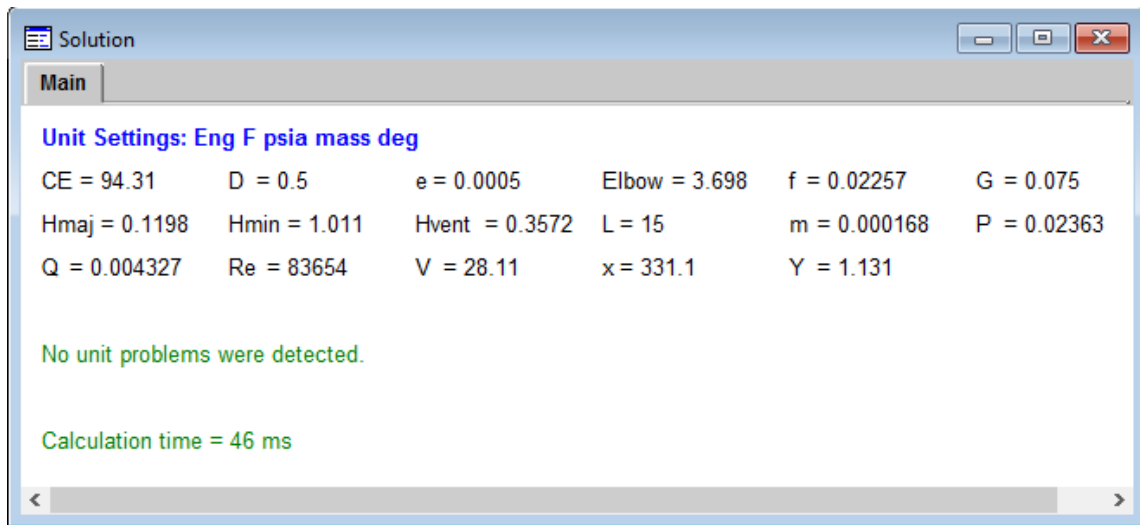 Solution
Main
Unit Settings: Eng F psia mass deg
CE = 94.31 D = 0.5 e = 0.0005 Elbow = 3.698 f = 0.02257 G = 0.075
Hmaj = 0.1198 Hmin = 1.011 Hvent = 0.3572 L = 15 m = 0.000168 P = 0.02363
Q = 0.004327 Re = 83654 V = 28.11 x = 331.1 Y = 1.131
No unit problems were detected.
Calculation time = 46 ms